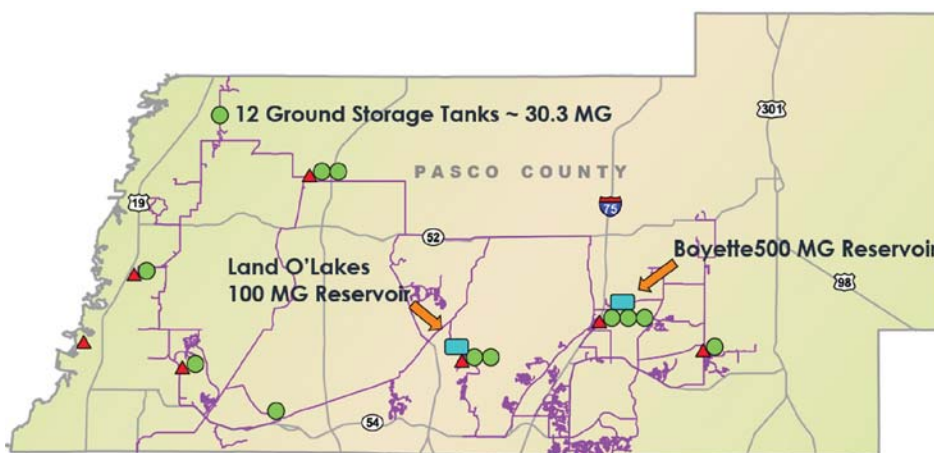 12 Ground Storage Tanks ~ 30.3 MG
301
PASCO COUNTY
19
75
52
Boyette500 MG Reservoir
Land O'Lakes
100 MG Reservoir
98
54